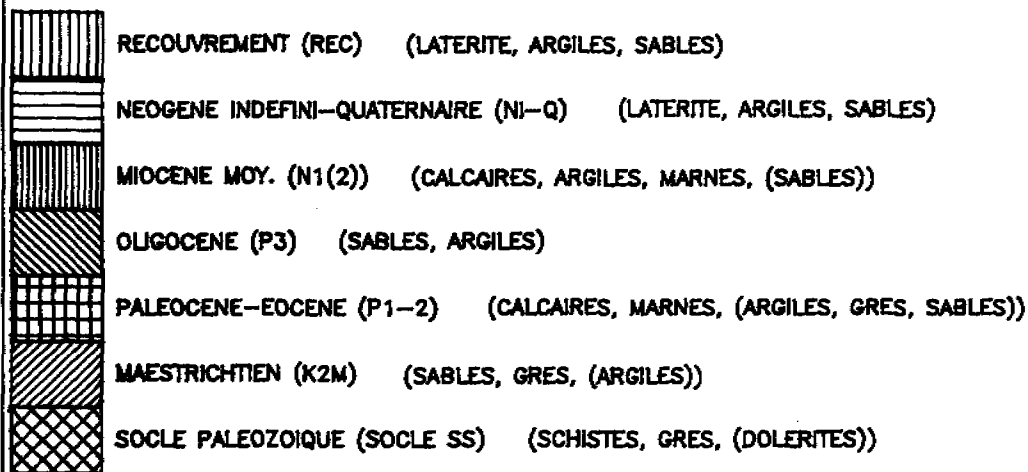 RECOUVREMENT (REC) (LATERITE, ARGILES, SABLES)
NEOGENE INDEFINI-QUATERNAIRE (NI-Q) (LATERITE, ARGILES, SABLES)
MIOCENE MOY. (N1(2)) (CALCAIRES, ARGILES, MARNES, (SABLES))
OLIGOCENE (P3) (SABLES, ARGILES)
PALEOCENE-EOCENE (P1-2) (CALCAIRES, MARNES, (ARGILES, GRES, SABLES))
MAESTRICHTIEN (K2M) (SABLES, GRES, (ARGILES))
SOCLE PALEOZOIQUE (SOCLE SS) (SCHISTES, GRES, (DOLERITES))